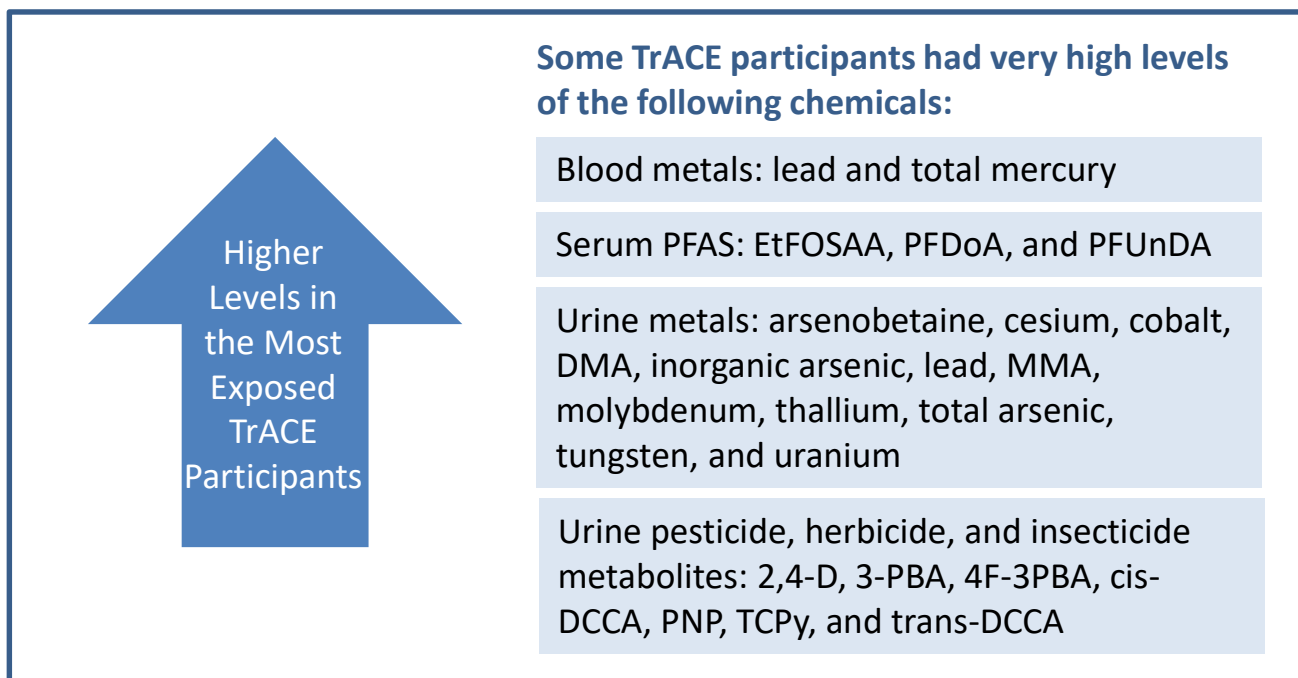 Some TrACE participants had very high levels
of the following chemicals:
Higher
Levels in
the Most
Exposed
TrACE
Participants
Blood metals: lead and total mercury
Serum PFAS: EtFOSAA, PFDoA, and PFUnDA
Urine metals: arsenobetaine, cesium, cobalt,
DMA, inorganic arsenic, lead, MMA,
molybdenum, thallium, total arsenic,
tungsten, and uranium
Urine pesticide, herbicide, and insecticide
metabolites: 2,4-D, 3-PBA, 4F-3PBA, cis-
DCCA, PNP, TCPy, and trans-DCCA